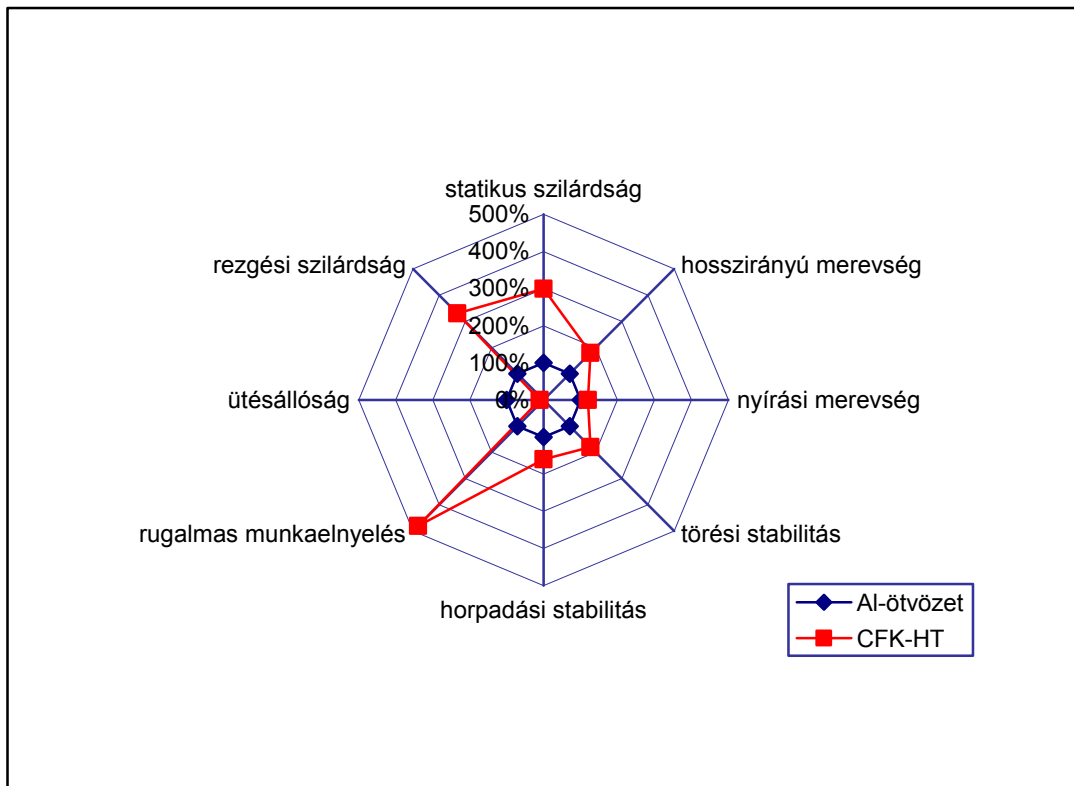 statikus szilárdság
500%
400%
300%
200%
100%
0%
rezgési szilárdság
hosszirányú merevség
ütésállóság
nyírási merevség
rugalmas munkaelnyelés
törési stabilitás
horpadási stabilitás
Al-ötvözet
CFK-HT